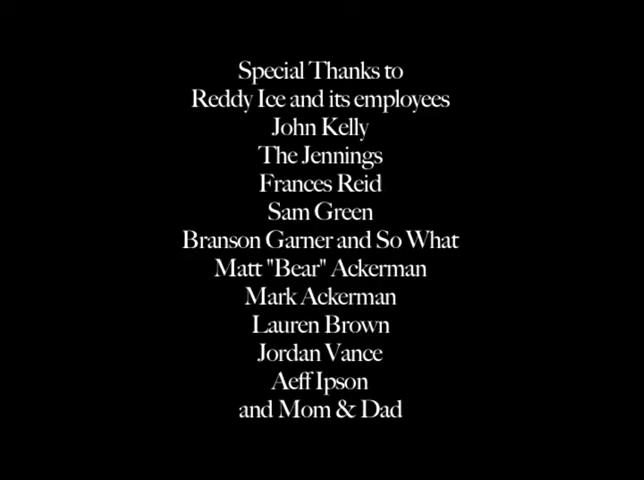 Special Thanks to
Reddy Ice and its employees
John Kelly
The Jennings
Frances Reid
Sam Green
Branson Garner and So What
Matt "Bear" Ackerman
Mark Ackerman
Lauren Brown
Jordan Vance
Aeff Ipson
and Mom & Dad